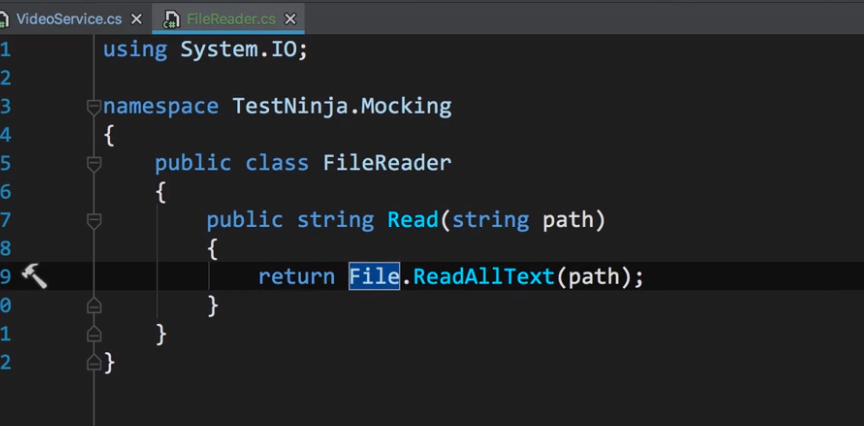 VideoService.cs × FileReader.cs ×
1 using System.IO;
2
3 namespace TestNinja.Mocking
4 {
5     public class FileReader
6     {
7         public string Read(string path)
8         {
9             return File.ReadAllText(path);
0         }
1     }
2 }